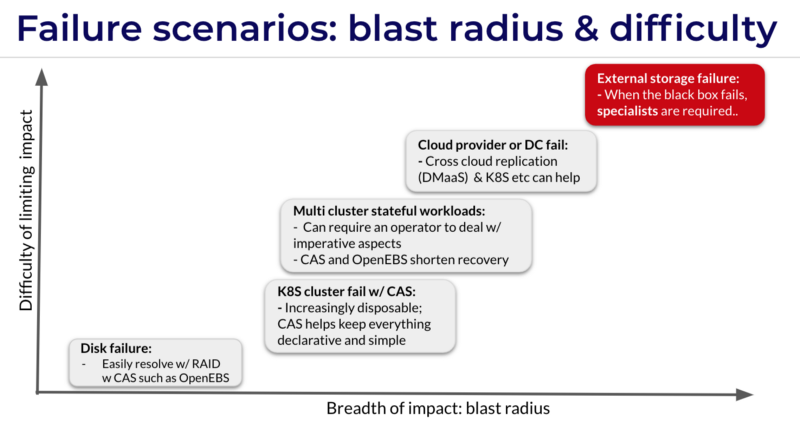 Failure scenarios: blast radius & difficulty
External storage failure:
- When the black box fails,
specialists are required..
Cloud provider or DC fail:
- Cross cloud replication
(DMaaS) & K8S etc can help
Multi cluster stateful workloads:
- Can require an operator to deal w/
imperative aspects
- CAS and OpenEBS shorten recovery
K8S cluster fail w/ CAS:
- Increasingly disposable;
CAS helps keep everything
declarative and simple
Disk failure:
- Easily resolve w/ RAID
w CAS such as OpenEBS
Difficulty of limiting impact
Breadth of impact: blast radius